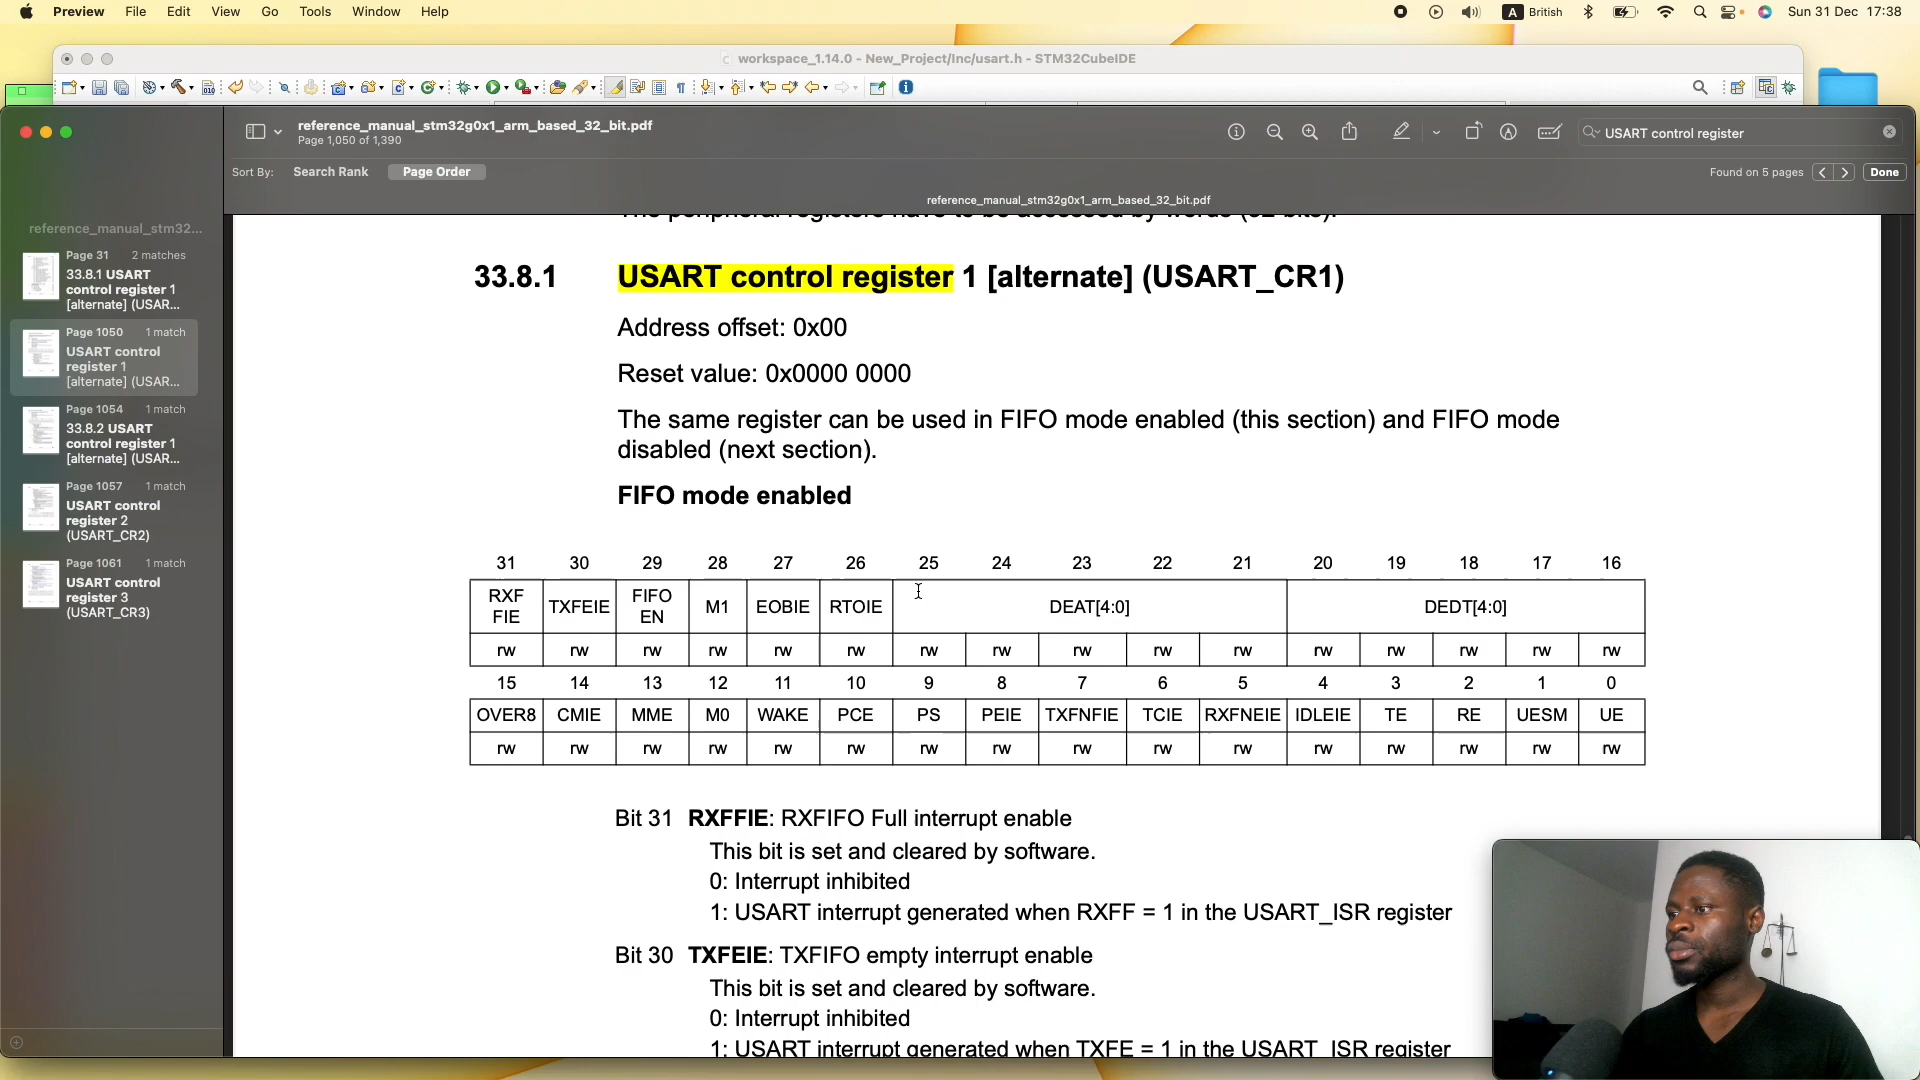 Preview File Edit View Go Tools Window Help
A British Sun 31 Dec 17:38
workspace_1.14.0 - New_Project/Inc/usart.h - STM32CubeIDE
reference_manual_stm32g0x1_arm_based_32_bit.pdf
Page 1,050 of 1,390
USART control register
Sort By: Search Rank Page Order
Found on 5 pages Done
reference_manual_stm32g0x1_arm_based_32_bit.pdf
reference_manual_stm32...
Page 31 2 matches
33.8.1 USART
control register 1
[alternate] (USAR...
Page 1050 1 match
USART control
register 1
[alternate] (USAR...
Page 1054 1 match
33.8.2 USART
control register 1
[alternate] (USAR...
Page 1057 1 match
USART control
register 2
(USART_CR2)
Page 1061 1 match
USART control
register 3
(USART_CR3)
The peripheral registers have to be accessed by words (32 bits).
33.8.1 USART control register 1 [alternate] (USART_CR1)
Address offset: 0x00
Reset value: 0x0000 0000
The same register can be used in FIFO mode enabled (this section) and FIFO mode
disabled (next section).
FIFO mode enabled
31 30 29 28 27 26 25 24 23 22 21 20 19 18 17 16
RXF FIE TXFEIE FIFO EN M1 EOBIE RTOIE DEAT[4:0] DEDT[4:0]
rw rw rw rw rw rw rw rw rw rw rw rw rw rw rw rw
15 14 13 12 11 10 9 8 7 6 5 4 3 2 1 0
OVER8 CMIE MME M0 WAKE PCE PS PEIE TXFNFIE TCIE RXFNEIE IDLEIE TE RE UESM UE
rw rw rw rw rw rw rw rw rw rw rw rw rw rw rw rw
Bit 31 RXFFIE: RXFIFO Full interrupt enable
This bit is set and cleared by software.
0: Interrupt inhibited
1: USART interrupt generated when RXFF = 1 in the USART_ISR register
Bit 30 TXFEIE: TXFIFO empty interrupt enable
This bit is set and cleared by software.
0: Interrupt inhibited
1: USART interrupt generated when TXFE = 1 in the USART_ISR register